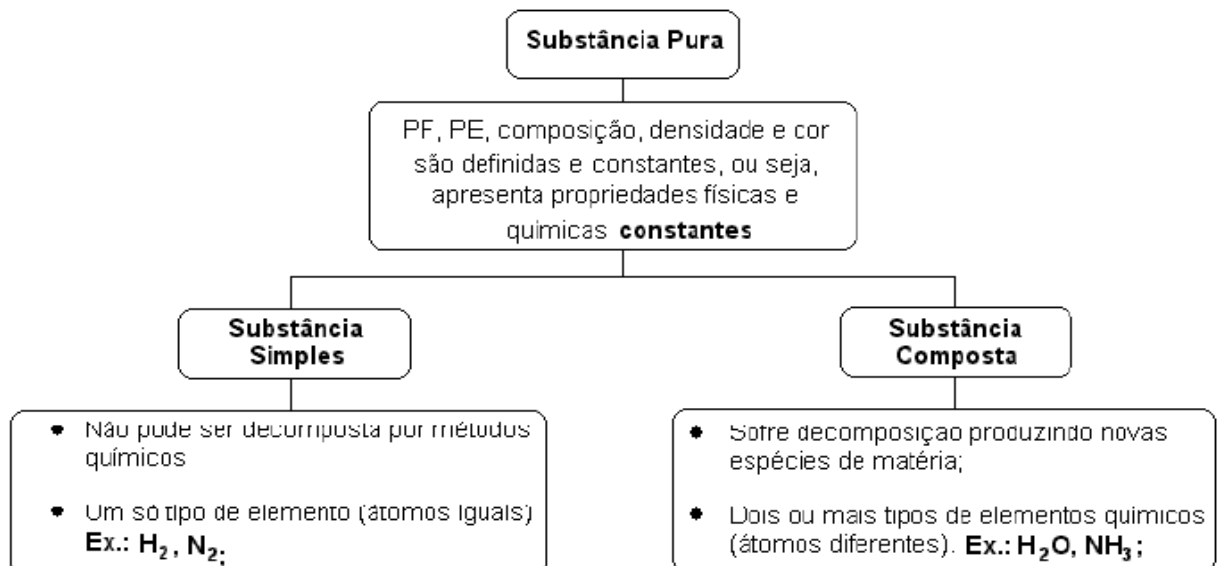 Substância Pura
PF, PE, composição, densidade e cor
são definidas e constantes, ou seja,
apresenta propriedades físicas e
químicas constantes
Substância
Simples
• Não pode ser decomposta por métodos
químicos
• Um só tipo de elemento (átomos iguais)
Ex.: H₂, N₂;
Substância
Composta
• Sofre decomposição produzindo novas
espécies de matéria;
• Dois ou mais tipos de elementos químicos
(átomos diferentes). Ex.: H₂O, NH₃;